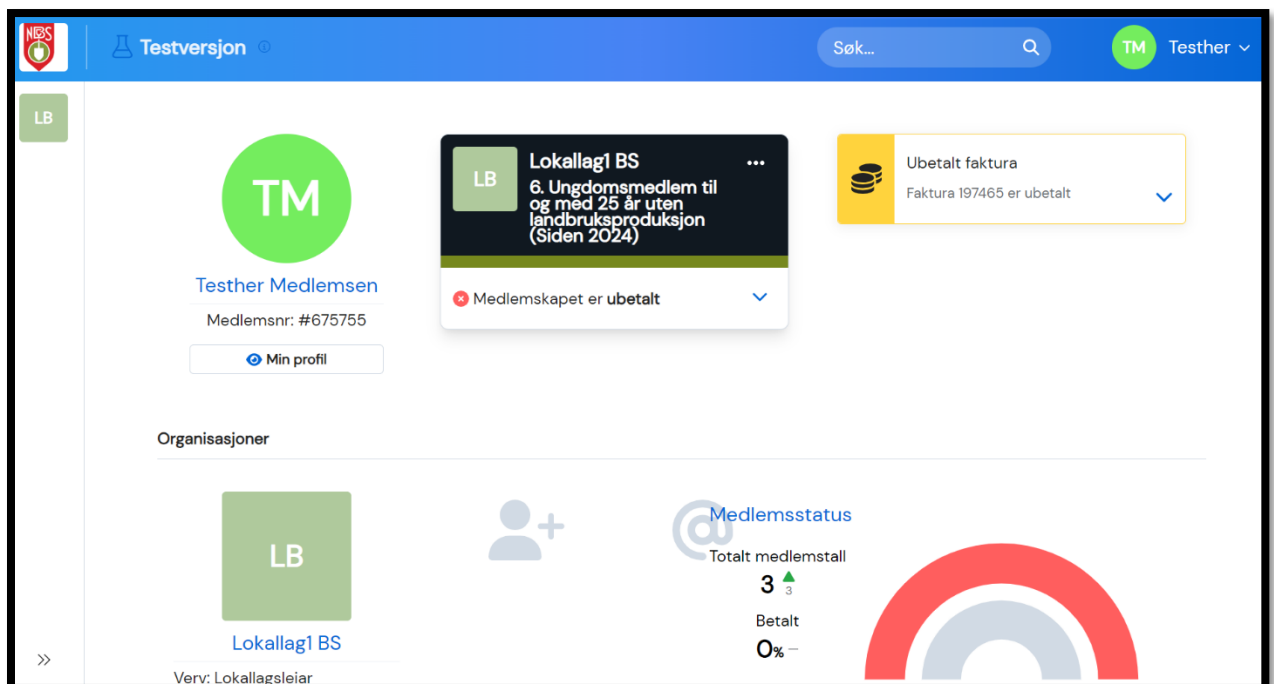 NBS
Testversjon
Søk...
TM
Testher
LB
TM
Testher Medlemsen
Medlemsnr: #675755
Min profil
LB
Lokallag1 BS
6. Ungdomsmedlem til
og med 25 år uten
landbruksproduksjon
(Siden 2024)
Medlemskapet er ubetalt
Ubetalt faktura
Faktura 197465 er ubetalt
Organisasjoner
LB
Lokallag1 BS
Verv: Lokallagsleiar
Medlemsstatus
Totalt medlemstall
3 3
Betalt
0% –